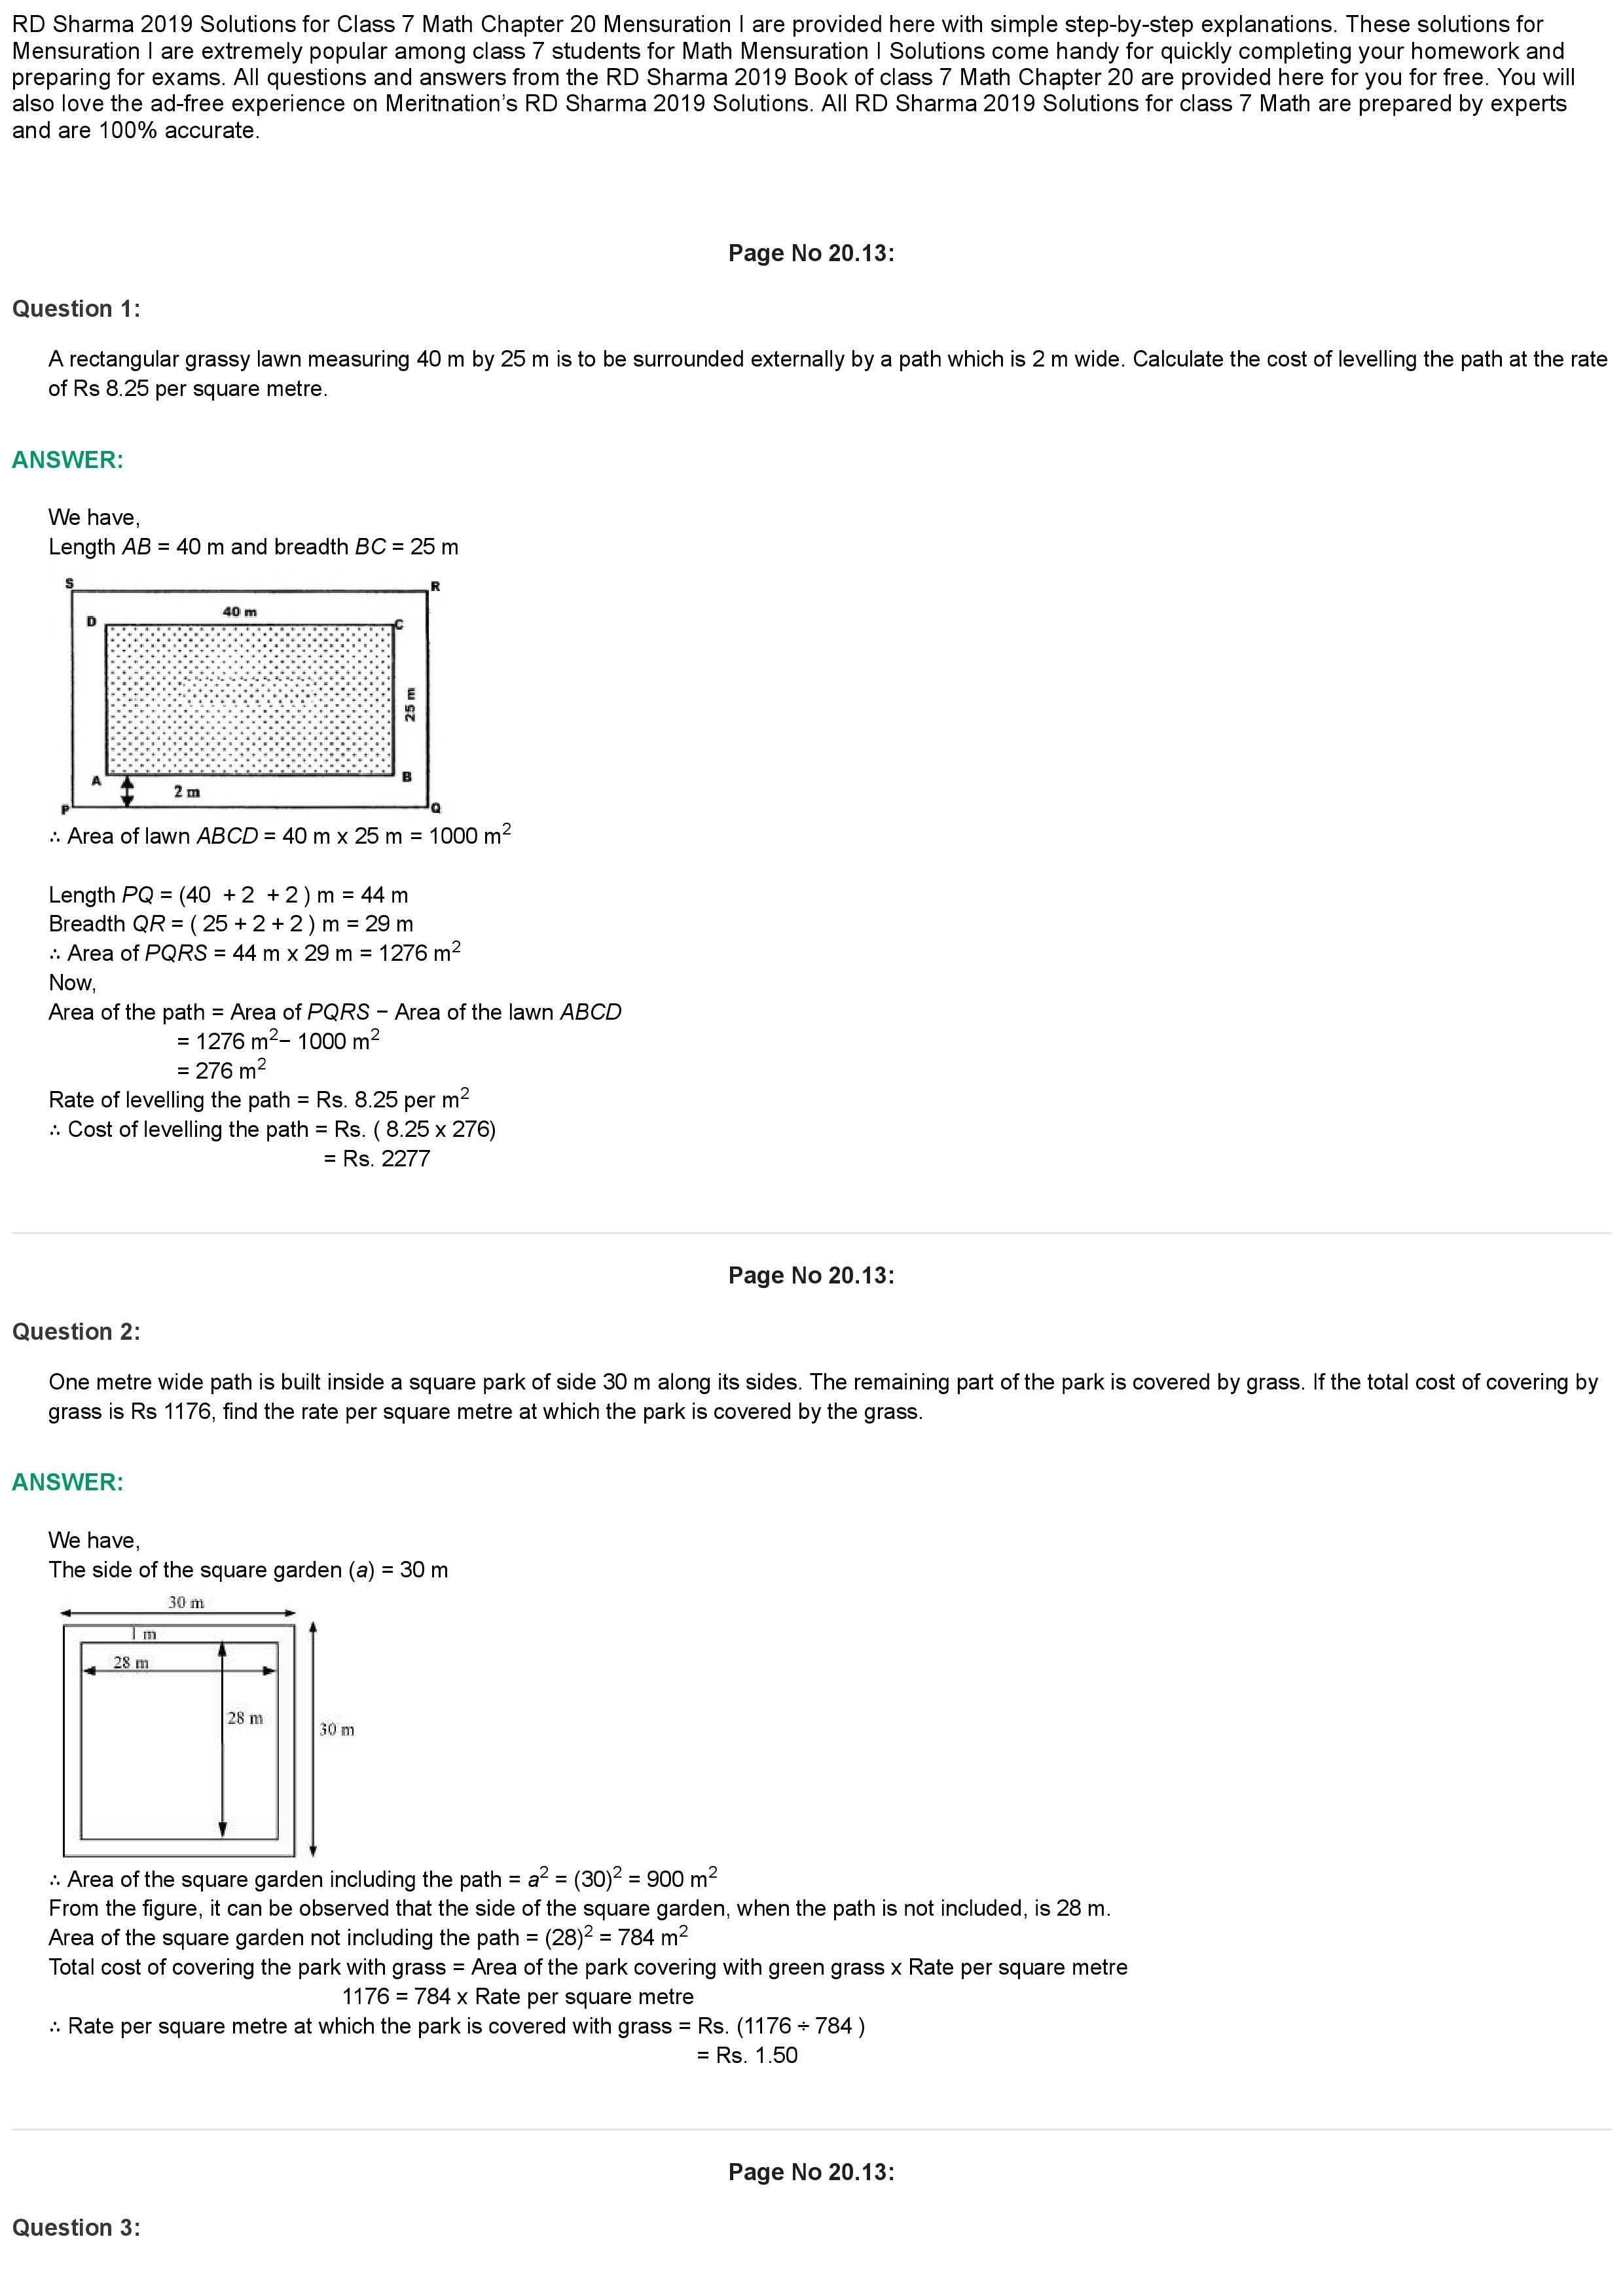 RD Sharma 2019 Solutions for Class 7 Math Chapter 20 Mensuration I are provided here with simple step-by-step explanations. These solutions for
Mensuration I are extremely popular among class 7 students for Math Mensuration I Solutions come handy for quickly completing your homework and
preparing for exams. All questions and answers from the RD Sharma 2019 Book of class 7 Math Chapter 20 are provided here for you for free. You will
also love the ad-free experience on Meritnation's RD Sharma 2019 Solutions. All RD Sharma 2019 Solutions for class 7 Math are prepared by experts
and are 100% accurate.
Page No 20.13:
Question 1:
A rectangular grassy lawn measuring 40 m by 25 m is to be surrounded externally by a path which is 2 m wide. Calculate the cost of levelling the path at the rate
of Rs 8.25 per square metre.
ANSWER:
We have,
Length AB = 40 m and breadth BC = 25 m
S R
40 m
D C
25 m
A B
2 m
P Q
∴ Area of lawn ABCD = 40 m x 25 m = 1000 m²
Length PQ = (40 + 2 + 2 ) m = 44 m
Breadth QR = ( 25 + 2 + 2 ) m = 29 m
∴ Area of PQRS = 44 m x 29 m = 1276 m²
Now,
Area of the path = Area of PQRS − Area of the lawn ABCD
= 1276 m²− 1000 m²
= 276 m²
Rate of levelling the path = Rs. 8.25 per m²
∴ Cost of levelling the path = Rs. ( 8.25 x 276)
= Rs. 2277
Page No 20.13:
Question 2:
One metre wide path is built inside a square park of side 30 m along its sides. The remaining part of the park is covered by grass. If the total cost of covering by
grass is Rs 1176, find the rate per square metre at which the park is covered by the grass.
ANSWER:
We have,
The side of the square garden (a) = 30 m
30 m
1 m
28 m
28 m
30 m
∴ Area of the square garden including the path = a² = (30)² = 900 m²
From the figure, it can be observed that the side of the square garden, when the path is not included, is 28 m.
Area of the square garden not including the path = (28)² = 784 m²
Total cost of covering the park with grass = Area of the park covering with green grass x Rate per square metre
1176 = 784 x Rate per square metre
∴ Rate per square metre at which the park is covered with grass = Rs. (1176 ÷ 784 )
= Rs. 1.50
Page No 20.13:
Question 3: